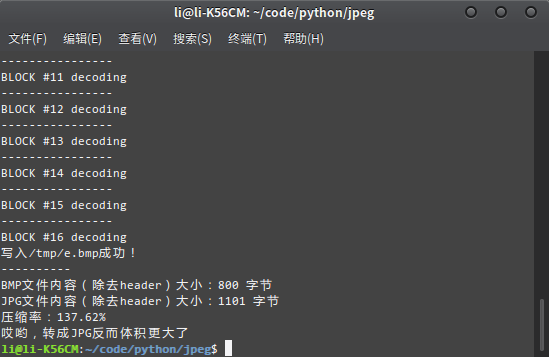 li@li-K56CM: ~/code/python/jpeg
文件(F) 编辑(E) 查看(V) 搜索(S) 终端(T) 帮助(H)
----------------
BLOCK #11 decoding
----------------
BLOCK #12 decoding
----------------
BLOCK #13 decoding
----------------
BLOCK #14 decoding
----------------
BLOCK #15 decoding
----------------
BLOCK #16 decoding
写入/tmp/e.bmp成功！
----------
BMP文件内容（除去header）大小：800 字节
JPG文件内容（除去header）大小：1101 字节
压缩率：137.62%
哎哟，转成JPG反而体积更大了
li@li-K56CM:~/code/python/jpeg$